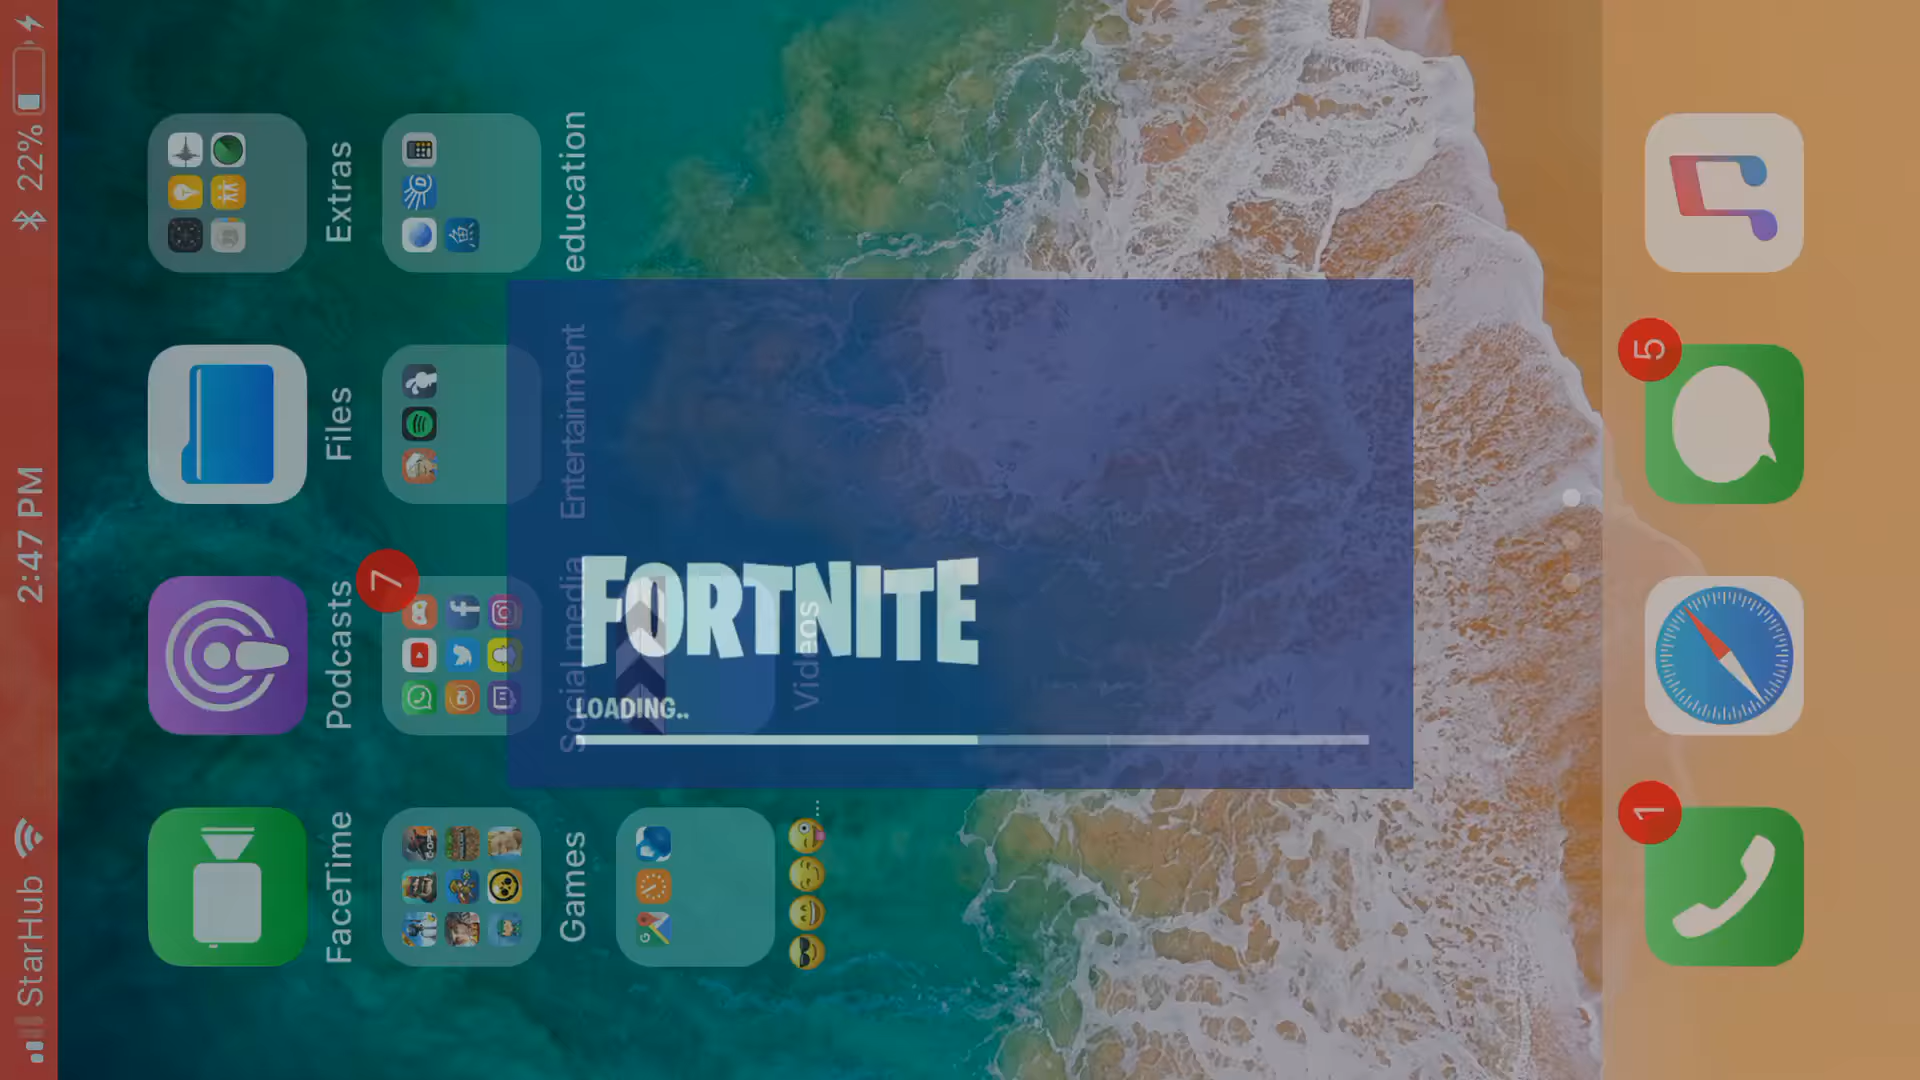 StarHub 2:47 PM 22%
FaceTime Podcasts Files Extras
7
Games Social media Entertainment education
Videos
...
5
1
FORTNITE
LOADING..